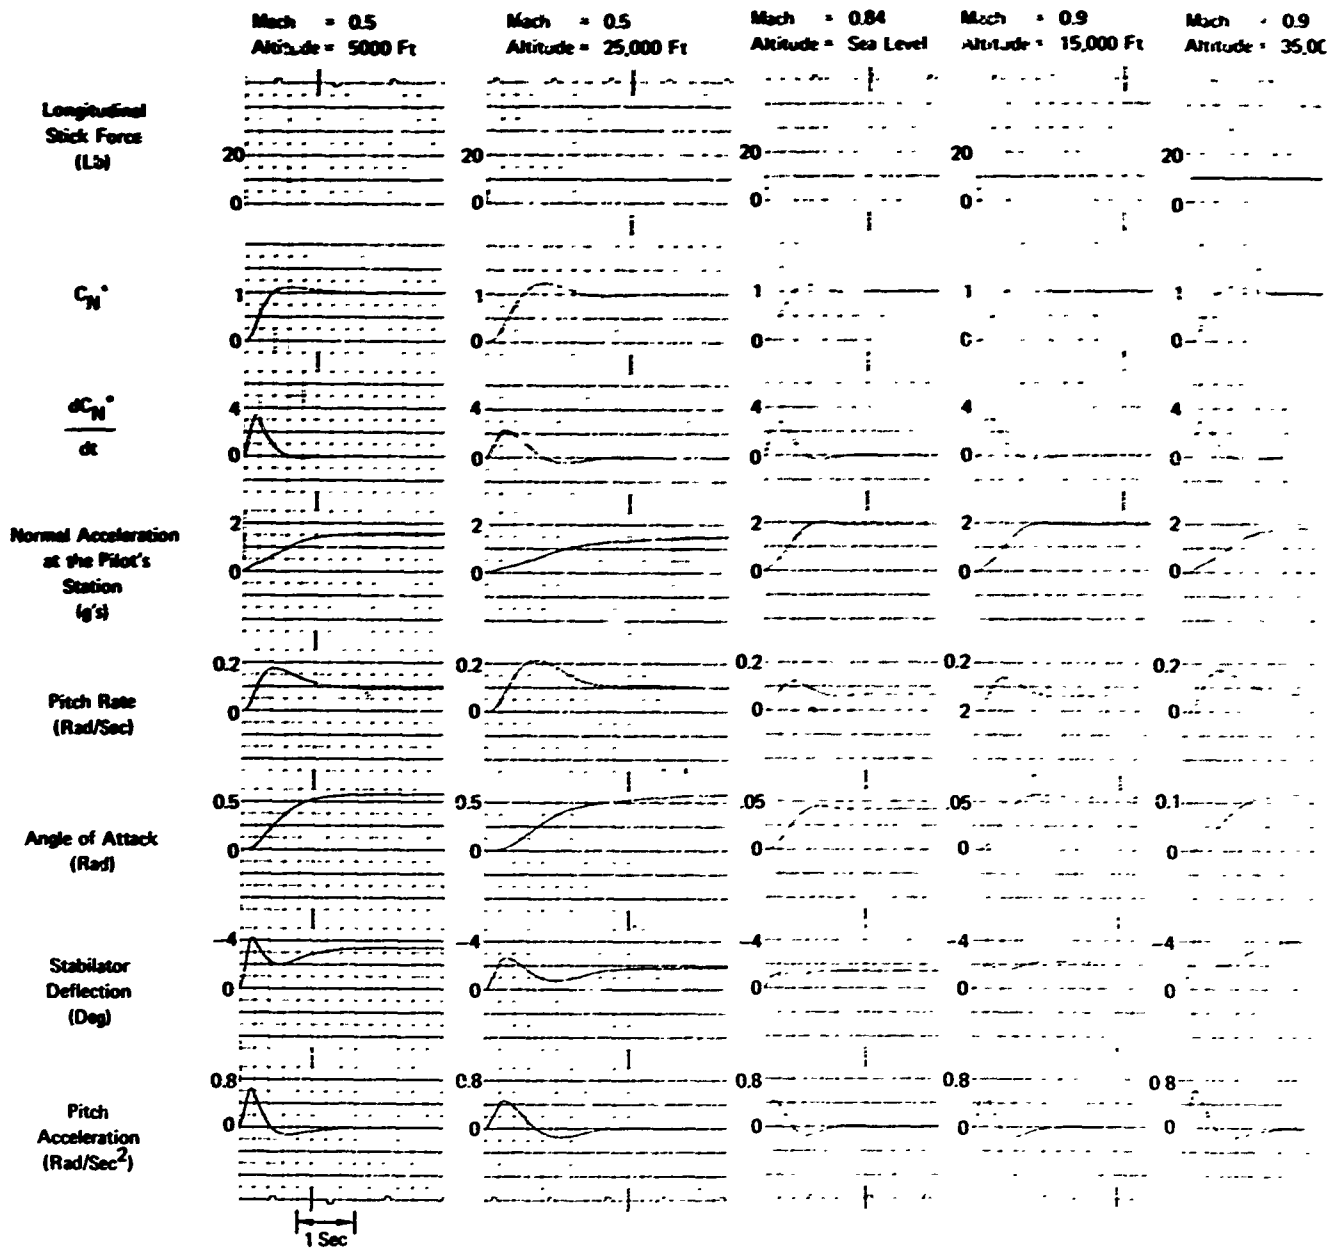 Mach = 0.5
Altitude = 5000 Ft
Mach = 0.5
Altitude = 25,000 Ft
Mach = 0.84
Altitude = Sea Level
Mach = 0.9
Altitude = 15,000 Ft
Mach = 0.9
Altitude = 35,00
Longitudinal
Stick Force
(Lb)
20 20 20 20 20
0 0 0 0 0
C_N*
1 1 1 1 1
0 0 0 0 0
dC_N*
dt
4 4 4 4 4
0 0 0 0 0
Normal Acceleration
at the Pilot's
Station
(g's)
2 2 2 2 2
0 0 0 0 0
Pitch Rate
(Rad/Sec)
0.2 0.2 0.2 0.2 0.2
0 0 0 2 0
Angle of Attack
(Rad)
0.5 0.5 .05 .05 0.1
0 0 0 0 0
Stabilator
Deflection
(Deg)
–4 –4 –4 –4 –4
0 0 0 0 0
Pitch
Acceleration
(Rad/Sec²)
0.8 0.8 0.8 0.8 0.8
0 0 0 0 0
1 Sec